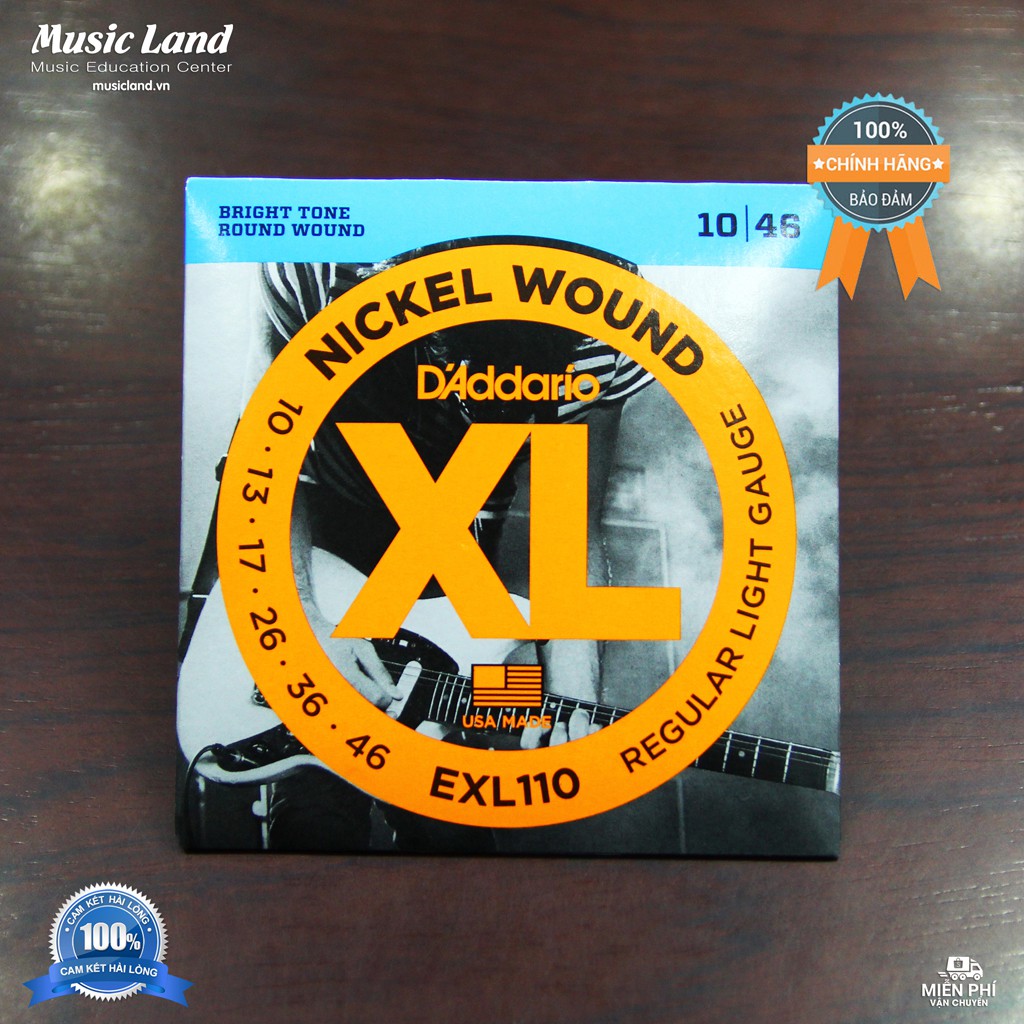 Music Land
Music Education Center
musicland.vn
100%
CHÍNH HÃNG
BẢO ĐẢM
BRIGHT TONE
ROUND WOUND
10|46
NICKEL WOUND
D'Addario
XL
10 · 13 · 17 · 26 · 36 · 46
REGULAR LIGHT GAUGE
USA MADE
EXL110
CAM KẾT HÀI LÒNG
100%
CAM KẾT HÀI LÒNG
MIỄN PHÍ
VẬN CHUYỂN